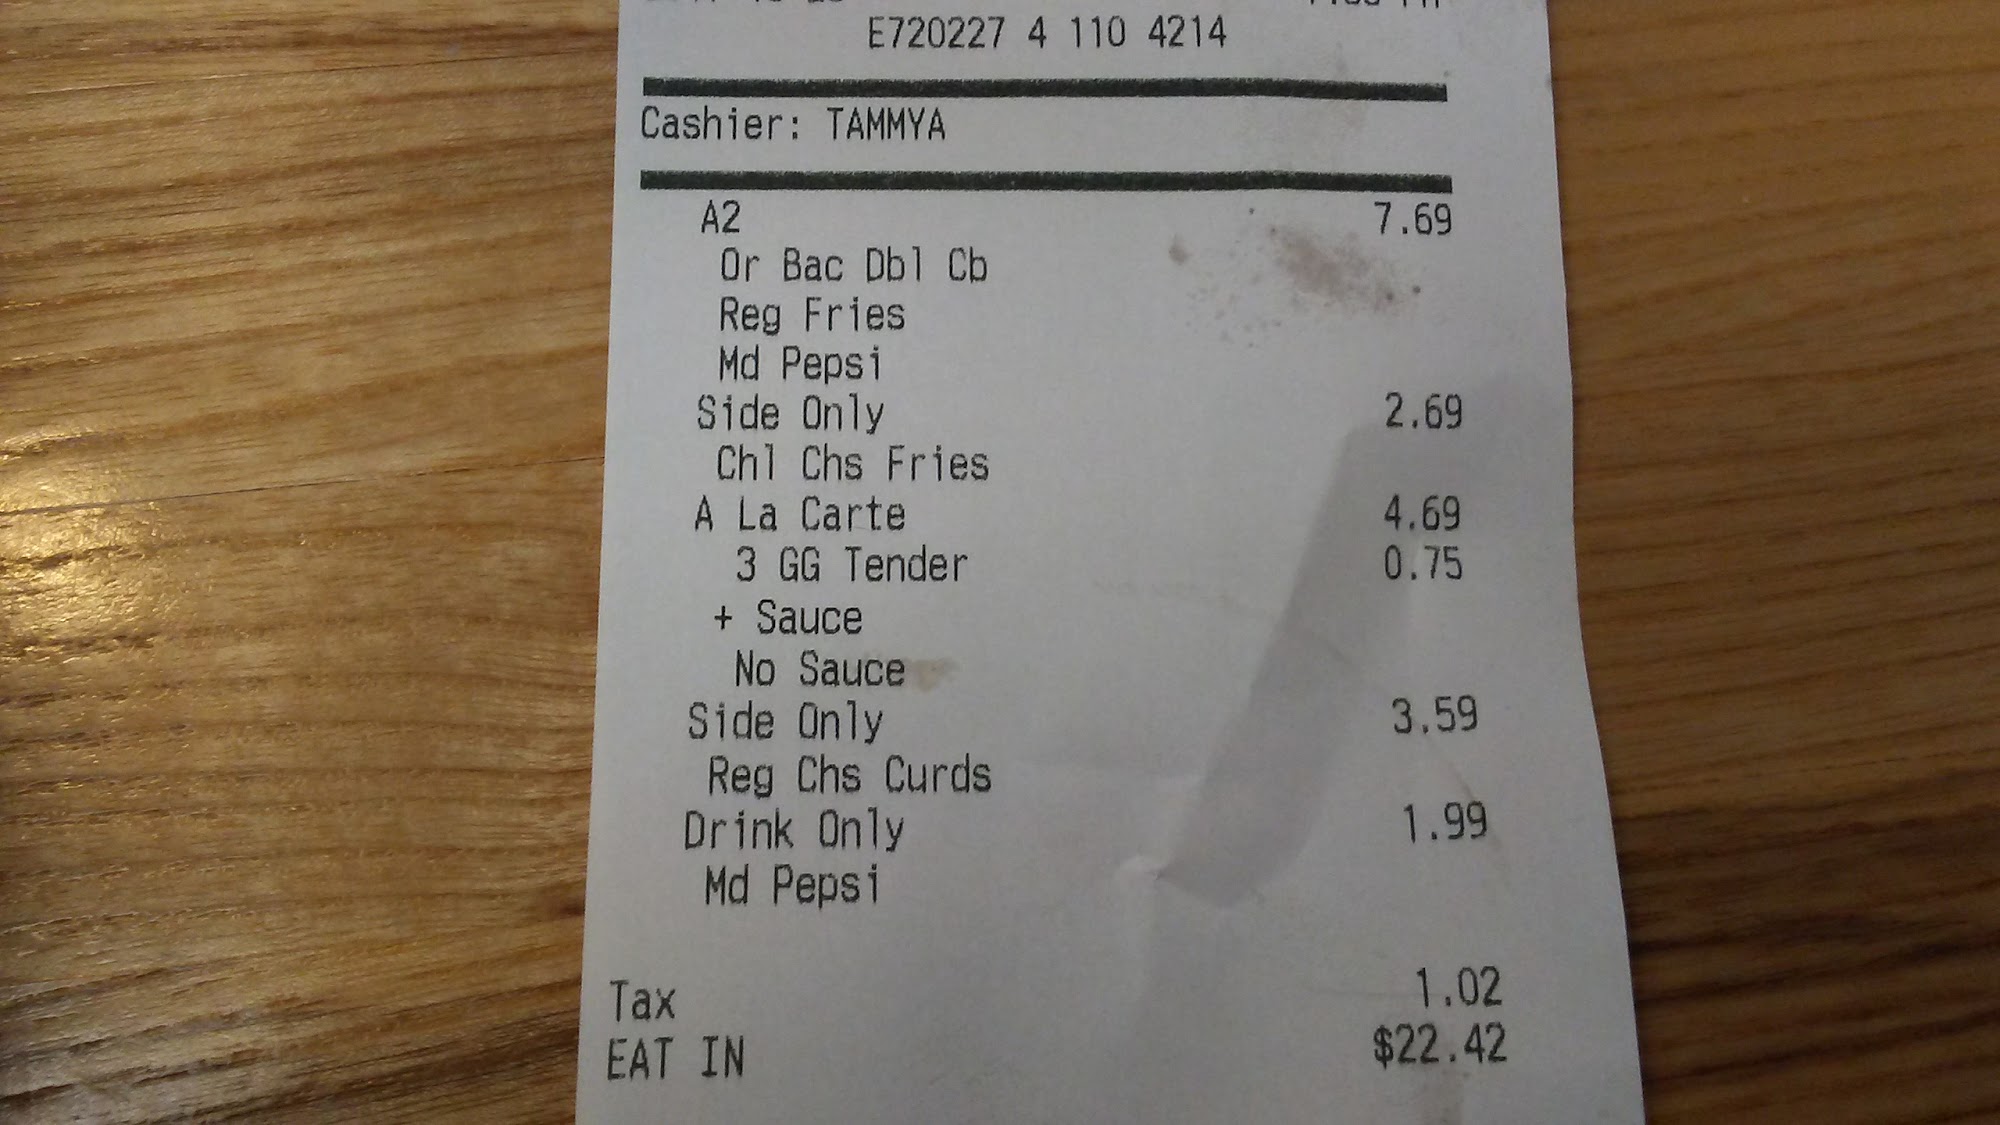 E720227 4 110 4214
Cashier: TAMMYA
A2 7.69
Or Bac Dbl Cb
Reg Fries
Md Pepsi
Side Only 2.69
Chl Chs Fries
A La Carte 4.69
3 GG Tender 0.75
+ Sauce
No Sauce
Side Only 3.59
Reg Chs Curds
Drink Only 1.99
Md Pepsi
Tax 1.02
EAT IN $22.42